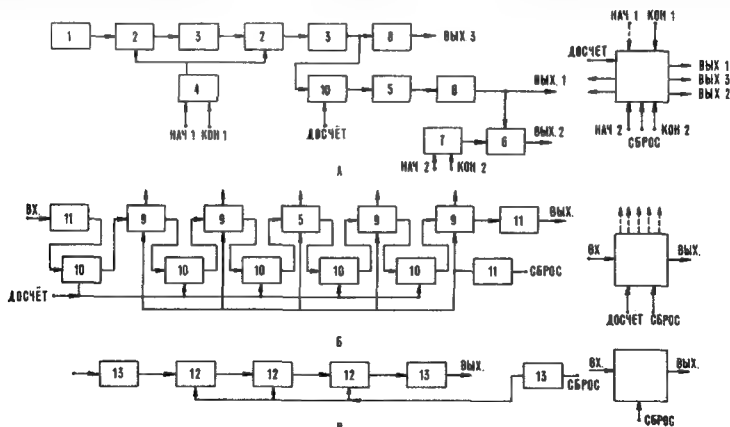 1 2 3 2 3 8 ВЫХ 3
НАЧ 1 КОН 1
ДОСЧЁТ
ВЫХ 1
ВЫХ 3
ВЫХ 2
4
10 5 8 ВЫХ. 1
НАЧ 1 КОН 1
ДОСЧЁТ
7 6 ВЫХ. 2
НАЧ 2 КОН 2
НАЧ 2 КОН 2
СБРОС
А
ВХ. 11 9 9 5 9 9 11 ВЫХ.
10 10 10 10 10 11 СБРОС
ДОСЧЁТ
ВХ ВЫХ.
ДОСЧЕТ СБРОС
Б
13 12 12 12 13 ВЫХ. 13 СБРОС
ВХ. ВЫХ.
СБРОС